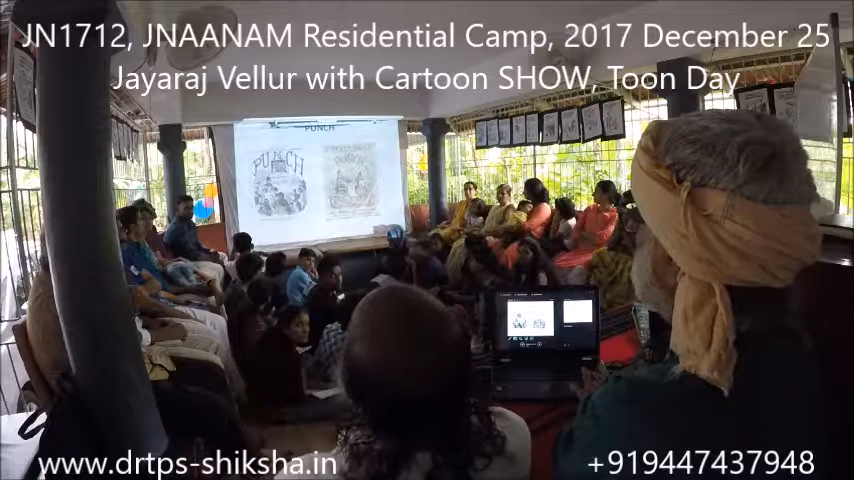 JN1712, JNAANAM Residential Camp, 2017 December 25
Jayaraj Vellur with Cartoon SHOW, Toon Day
PUNCH
PUNCH
PUNCH
www.drtps-shiksha.in
+919447437948